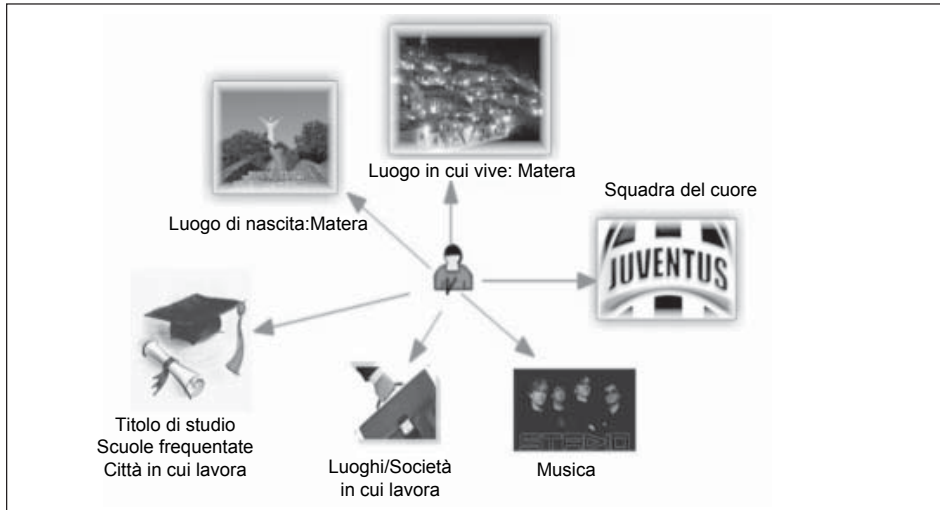 Luogo in cui vive: Matera
Squadra del cuore
Luogo di nascita:Matera
JUVENTUS
Titolo di studio
Scuole frequentate
Città in cui lavora
Luoghi/Società
in cui lavora
STADIO
Musica